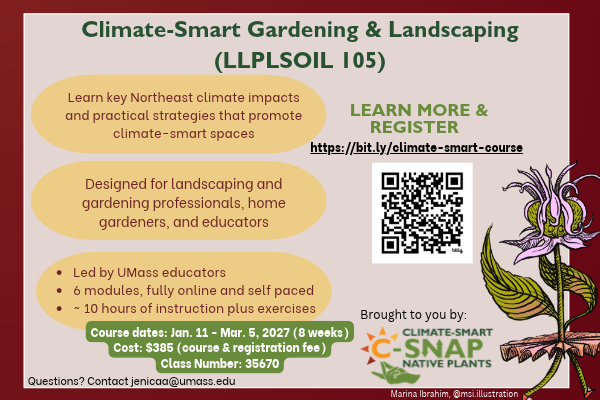 Climate-Smart Gardening & Landscaping
(LLPLSOIL 105)
Learn key Northeast climate impacts
and practical strategies that promote
climate-smart spaces
LEARN MORE &
REGISTER
https://bit.ly/climate-smart-course
Designed for landscaping and
gardening professionals, home
gardeners, and educators
bitly
• Led by UMass educators
• 6 modules, fully online and self paced
• ~ 10 hours of instruction plus exercises
Course dates: Jan. 11 - Mar. 5, 2027 (8 weeks)
Cost: $385 (course & registration fee)
Class Number: 35670
Brought to you by:
CLIMATE-SMART
C-SNAP
NATIVE PLANTS
Questions? Contact jenicaa@umass.edu
Marina Ibrahim, @msi.illustration